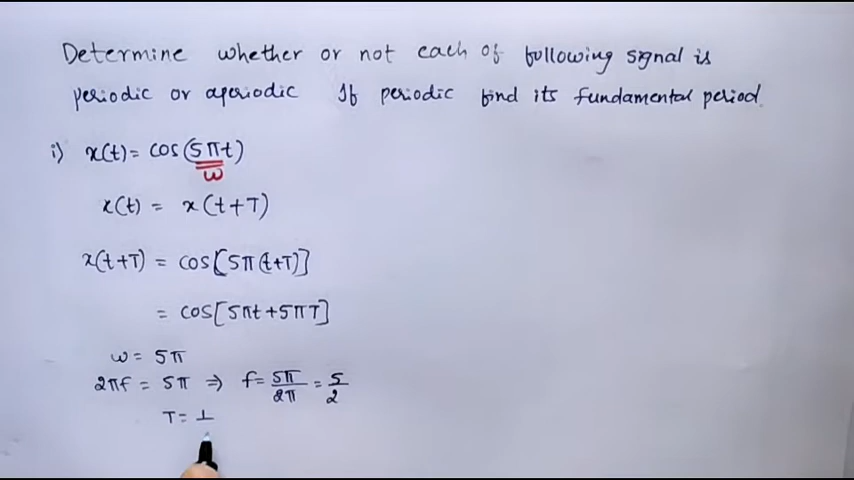 Determine whether or not each of following signal is
periodic or aperiodic If periodic find its fundamental period.
i) x(t) = cos(5πt)
ω
x(t) = x(t+T)
x(t+T) = cos[5π(t+T)]
= cos[5πt+5πT]
ω = 5π
2πf = 5π ⇒ f = 5π/2π = 5/2
T = 1